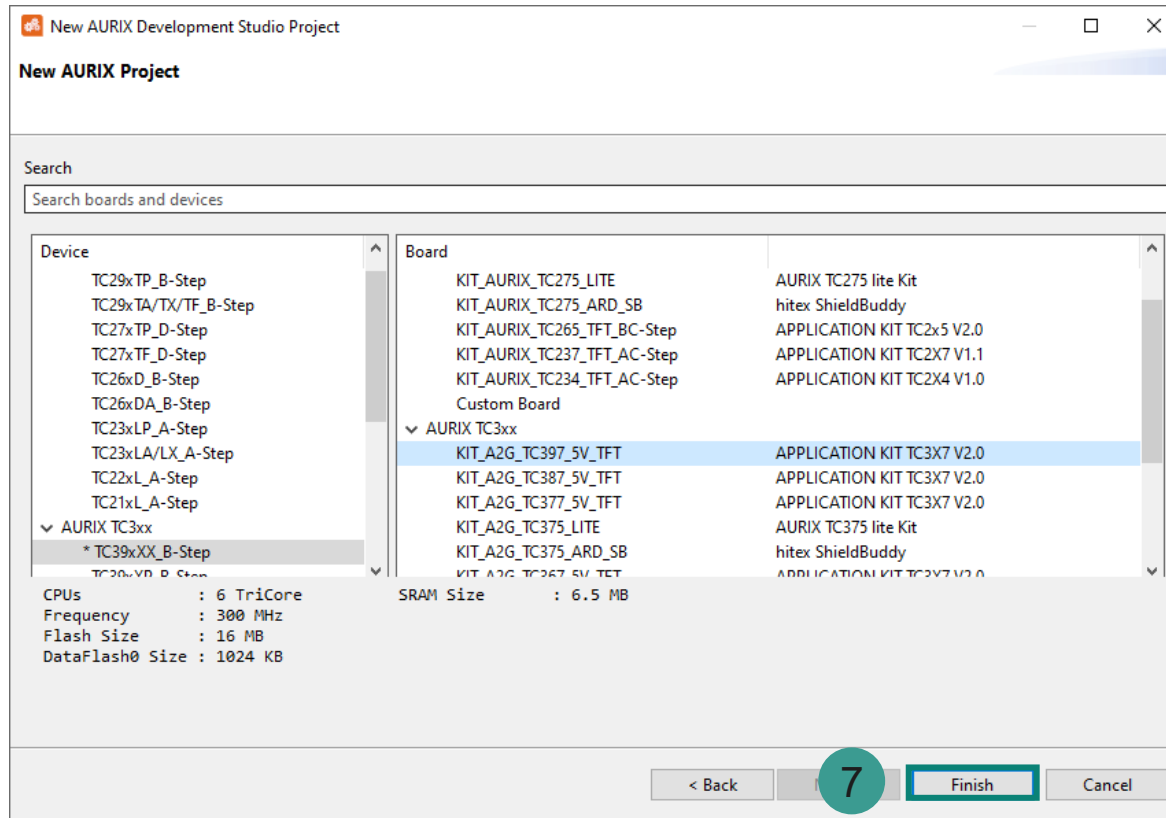 New AURIX Development Studio Project
New AURIX Project
Search
Search boards and devices
Device
TC29xTP_B-Step
TC29xTA/TX/TF_B-Step
TC27xTP_D-Step
TC27xTF_D-Step
TC26xD_B-Step
TC26xDA_B-Step
TC23xLP_A-Step
TC23xLA/LX_A-Step
TC22xL_A-Step
TC21xL_A-Step
AURIX TC3xx
* TC39xXX_B-Step
Board
KIT_AURIX_TC275_LITE AURIX TC275 lite Kit
KIT_AURIX_TC275_ARD_SB hitex ShieldBuddy
KIT_AURIX_TC265_TFT_BC-Step APPLICATION KIT TC2x5 V2.0
KIT_AURIX_TC237_TFT_AC-Step APPLICATION KIT TC2X7 V1.1
KIT_AURIX_TC234_TFT_AC-Step APPLICATION KIT TC2X4 V1.0
Custom Board
AURIX TC3xx
KIT_A2G_TC397_5V_TFT APPLICATION KIT TC3X7 V2.0
KIT_A2G_TC387_5V_TFT APPLICATION KIT TC3X7 V2.0
KIT_A2G_TC377_5V_TFT APPLICATION KIT TC3X7 V2.0
KIT_A2G_TC375_LITE AURIX TC375 lite Kit
KIT_A2G_TC375_ARD_SB hitex ShieldBuddy
KIT_A2G_TC367_5V_TFT APPLICATION KIT TC3X7 V2.0
CPUs : 6 TriCore SRAM Size : 6.5 MB
Frequency : 300 MHz
Flash Size : 16 MB
DataFlash0 Size : 1024 KB
< Back 7 Finish Cancel